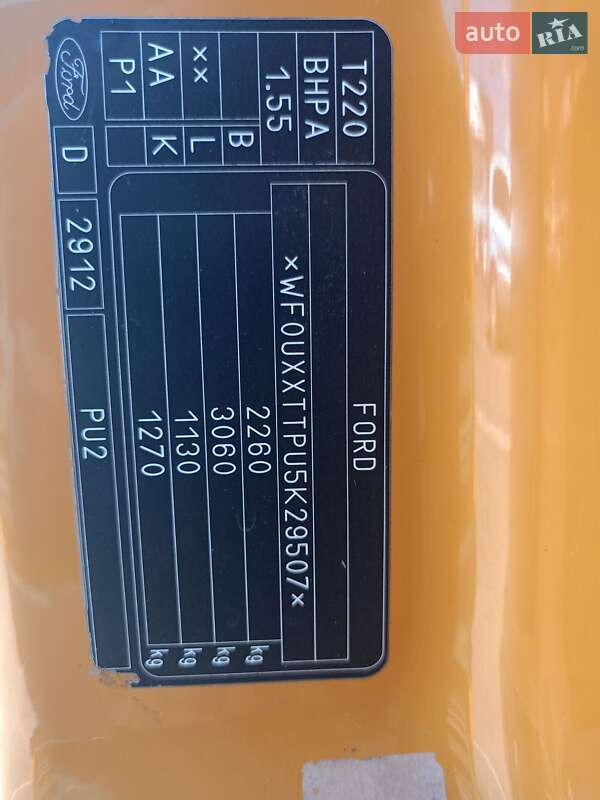 auto RIA
.com
Ford
FORD
*WF0UXXTTPU5K29507*
2260 kg
3060 kg
1130 kg
1270 kg
T220
BHPA
1.55
B
×× L
AA K
P1
D 2912 PU2